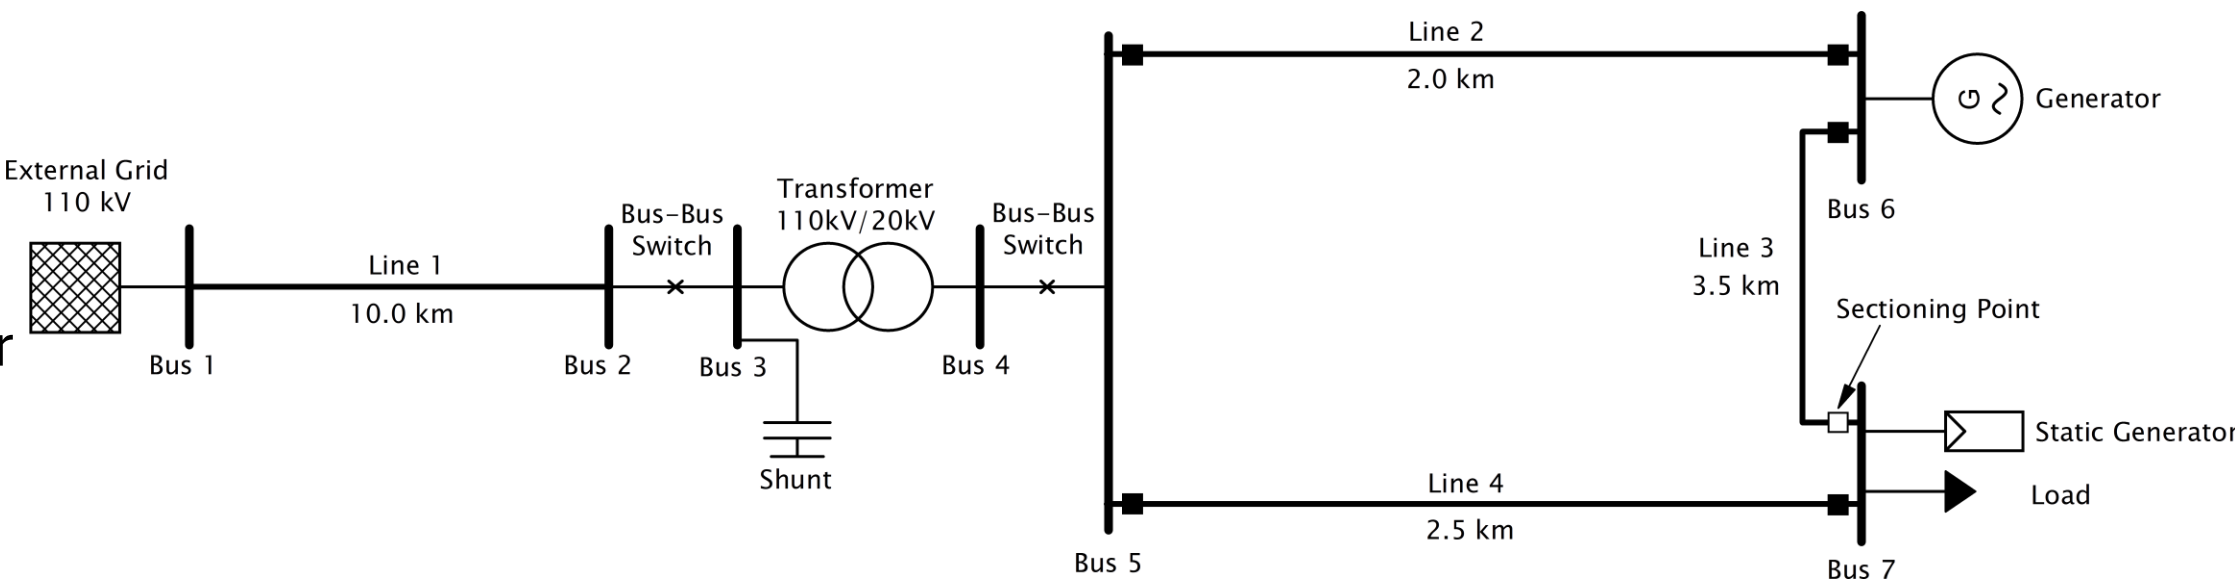 Line 2
2.0 km
G
Generator
External Grid
110 kV
Bus 6
Transformer
110kV/20kV
Bus-Bus
Switch
Bus-Bus
Switch
Line 1
10.0 km
Line 3
3.5 km
Sectioning Point
r
Bus 1
Bus 2
Bus 3
Bus 4
Shunt
Static Generator
Line 4
2.5 km
Load
Bus 5
Bus 7